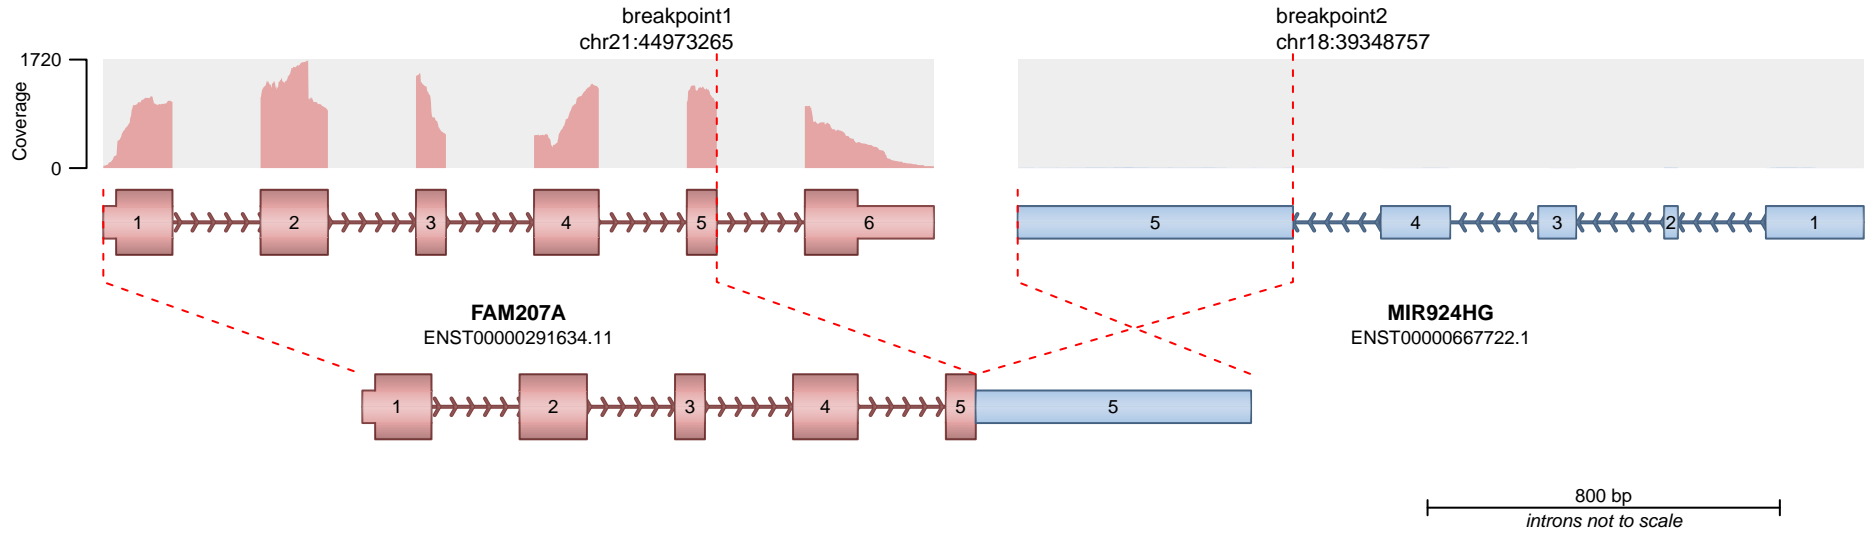 breakpoint1
chr21:44973265
breakpoint2
chr18:39348757
1720
Coverage
0
1 2 3 4 5 6
5 4 3 2 1
FAM207A
ENST00000291634.11
MIR924HG
ENST00000667722.1
1 2 3 4 5 5
800 bp
introns not to scale